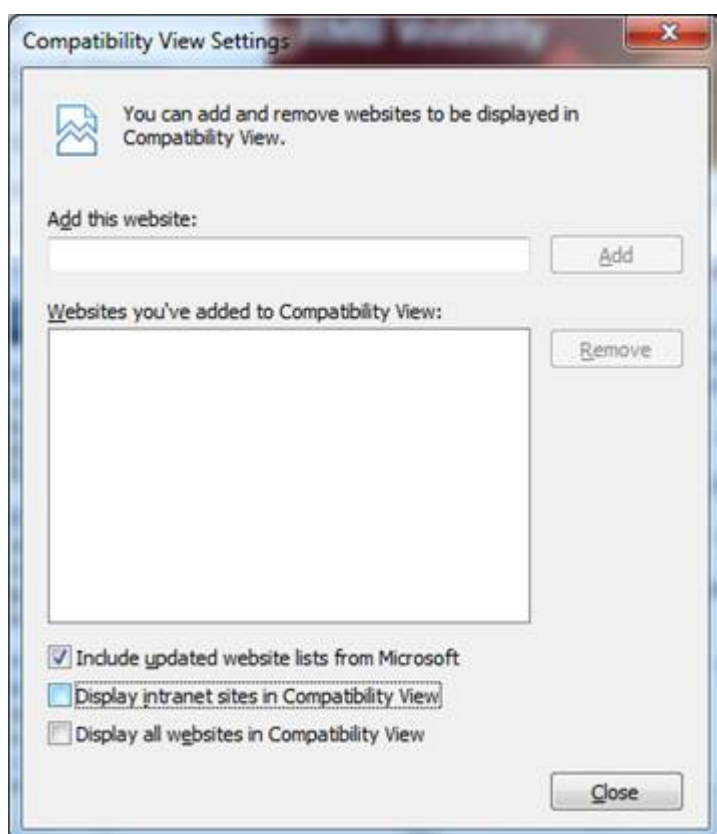 Compatibility View Settings
You can add and remove websites to be displayed in
Compatibility View.
Add this website:
Add
Websites you've added to Compatibility View:
Remove
Include updated website lists from Microsoft
Display intranet sites in Compatibility View
Display all websites in Compatibility View
Close